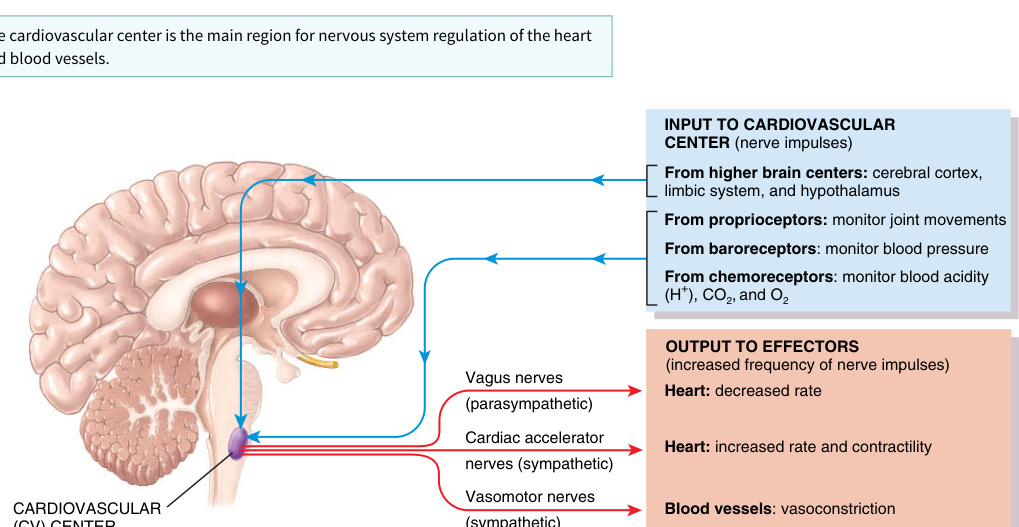 e cardiovascular center is the main region for nervous system regulation of the heart
d blood vessels.
INPUT TO CARDIOVASCULAR
CENTER (nerve impulses)
From higher brain centers: cerebral cortex,
limbic system, and hypothalamus
From proprioceptors: monitor joint movements
From baroreceptors: monitor blood pressure
From chemoreceptors: monitor blood acidity
(H⁺), CO₂, and O₂
OUTPUT TO EFFECTORS
(increased frequency of nerve impulses)
Vagus nerves
(parasympathetic)
Heart: decreased rate
Cardiac accelerator
nerves (sympathetic)
Heart: increased rate and contractility
Vasomotor nerves
(sympathetic)
Blood vessels: vasoconstriction
CARDIOVASCULAR
(CV) CENTER